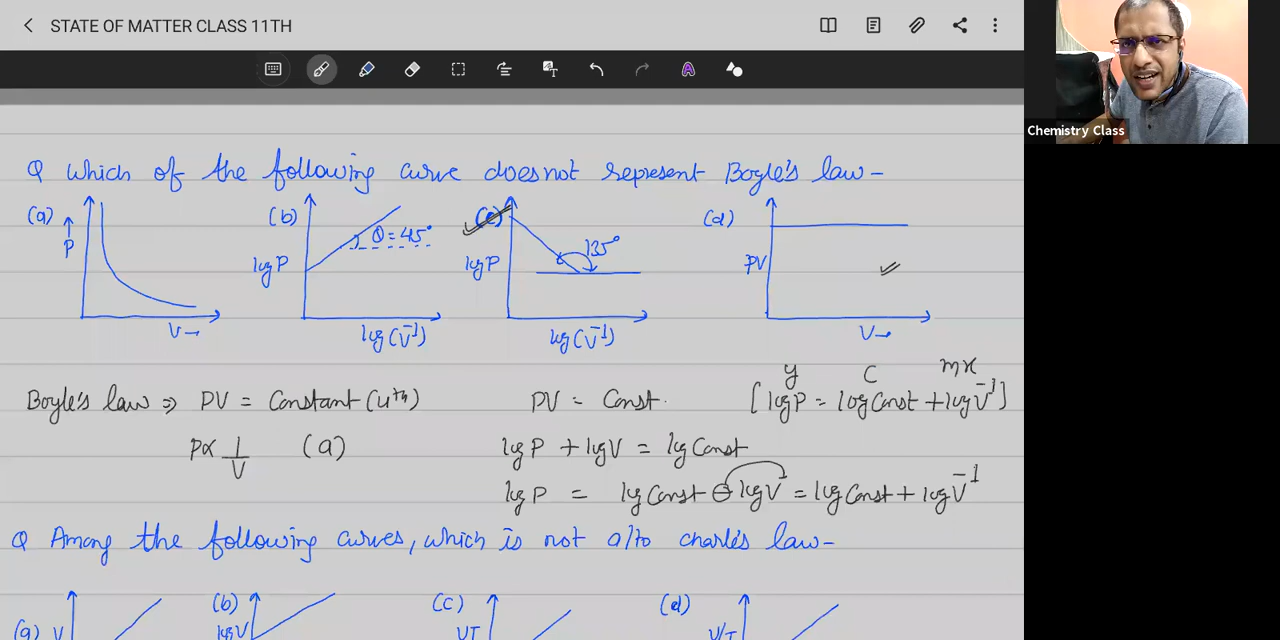 STATE OF MATTER CLASS 11TH
Chemistry Class
Q Which of the following curve does not represent Boyle's law-
(a) (b) (c) (d)
P θ = 45° 135°
log P log P PV
V→ log(V⁻¹) log(V⁻¹) V→
y C mx
Boyle's law ⇒ PV = Constant (4th) PV = Const. [log P = log Const + log V⁻¹]
P∝ 1/V (a) log P + log V = log Const
log P = log Const - log V = log Const + log V⁻¹
Q Among the following curves, which is not a/to charle's law-
(a) V (b) log V (c) VT (d) V/T